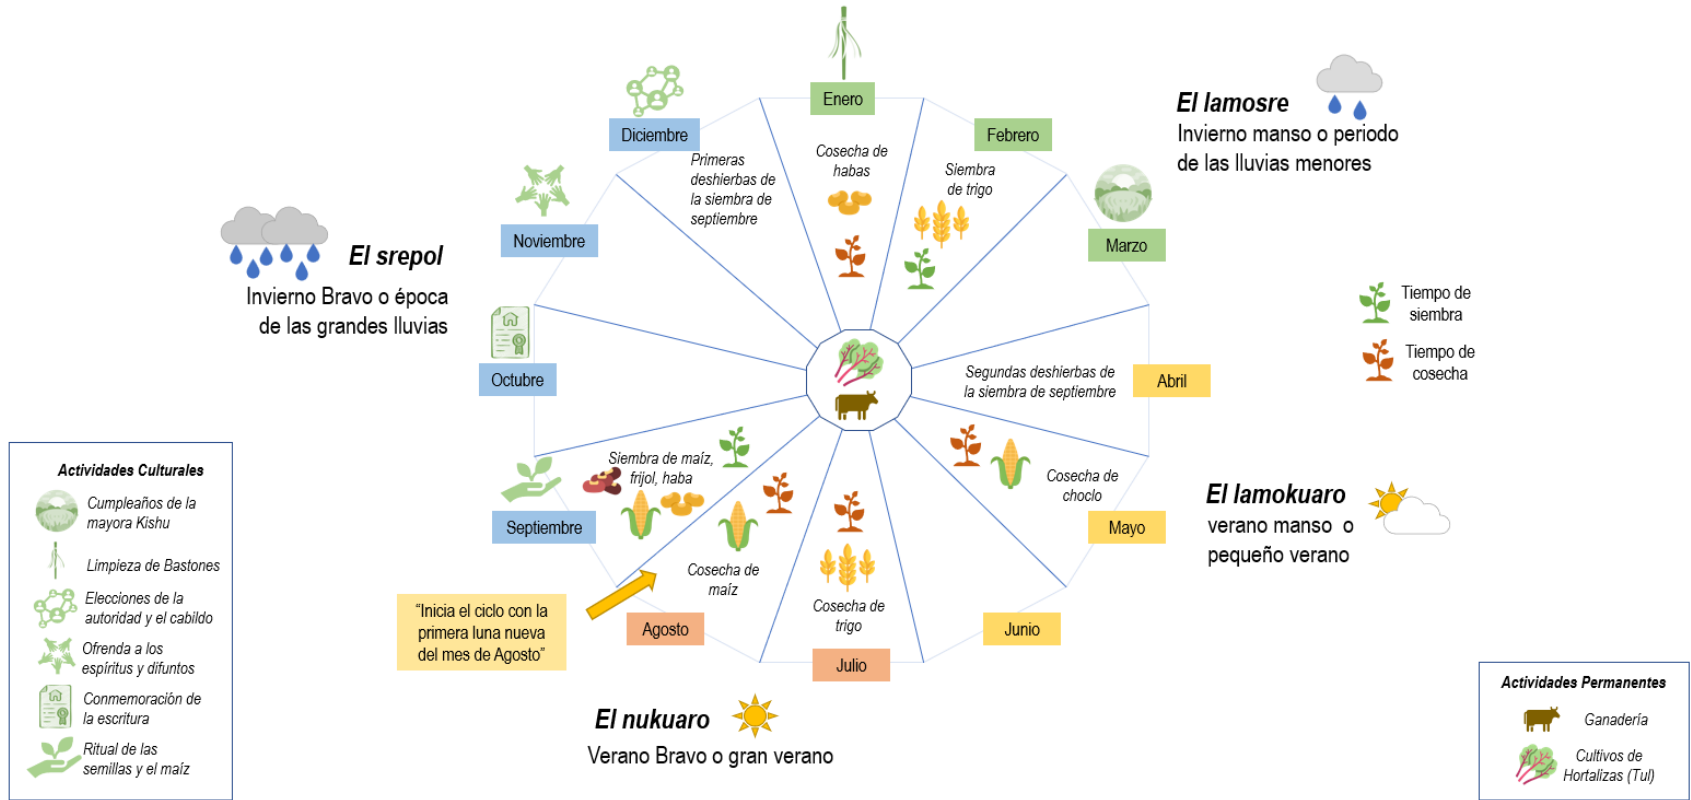 Enero
Diciembre
Febrero
El lamosre
Invierno manso o periodo
de las lluvias menores
Primeras
deshierbas de
la siembra de
septiembre
Cosecha de
habas
Siembra
de trigo
Noviembre
Marzo
El srepol
Invierno Bravo o época
de las grandes lluvias
Tiempo de
siembra
Tiempo de
cosecha
Octubre
Segundas deshierbas de
la siembra de septiembre
Abril
Actividades Culturales
Cumpleaños de la
mayora Kishu
Limpieza de Bastones
Elecciones de la
autoridad y el cabildo
Ofrenda a los
espíritus y difuntos
Conmemoración de
la escritura
Ritual de las
semillas y el maíz
Siembra de maíz,
frijol, haba
Septiembre
Cosecha de
choclo
Mayo
El lamokuaro
verano manso o
pequeño verano
Cosecha de
maíz
Cosecha de
trigo
“Inicia el ciclo con la
primera luna nueva
del mes de Agosto”
Agosto
Julio
Junio
El nukuaro
Verano Bravo o gran verano
Actividades Permanentes
Ganadería
Cultivos de
Hortalizas (Tul)